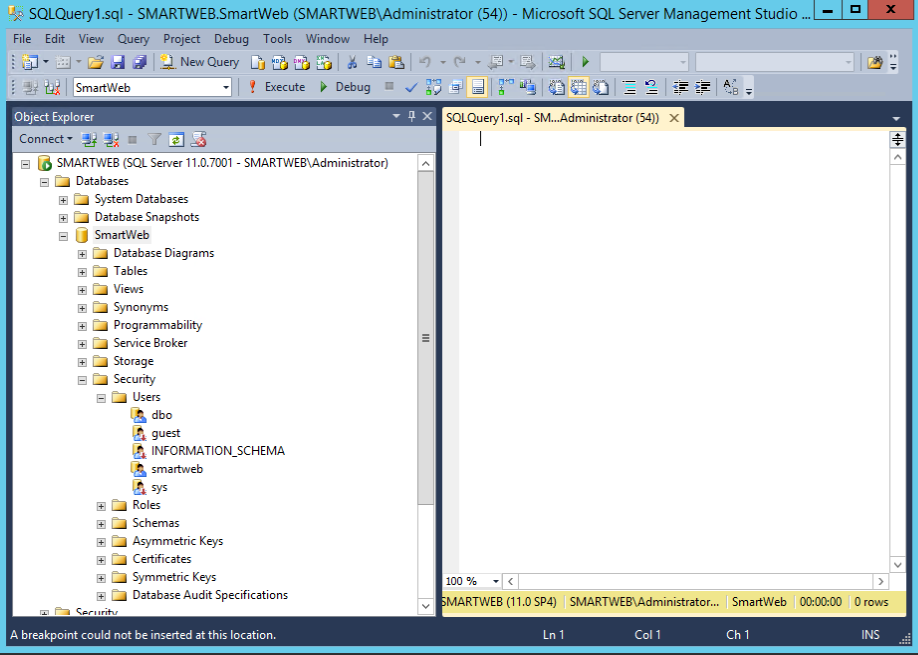 SQLQuery1.sql - SMARTWEB.SmartWeb (SMARTWEB\Administrator (54)) - Microsoft SQL Server Management Studio ...
File Edit View Query Project Debug Tools Window Help
New Query
SmartWeb Execute Debug
Object Explorer
Connect
SMARTWEB (SQL Server 11.0.7001 - SMARTWEB\Administrator)
Databases
System Databases
Database Snapshots
SmartWeb
Database Diagrams
Tables
Views
Synonyms
Programmability
Service Broker
Storage
Security
Users
dbo
guest
INFORMATION_SCHEMA
smartweb
sys
Roles
Schemas
Asymmetric Keys
Certificates
Symmetric Keys
Database Audit Specifications
Security
SQLQuery1.sql - SM...Administrator (54))
100 %
SMARTWEB (11.0 SP4) SMARTWEB\Administrator... SmartWeb 00:00:00 0 rows
A breakpoint could not be inserted at this location. Ln 1 Col 1 Ch 1 INS